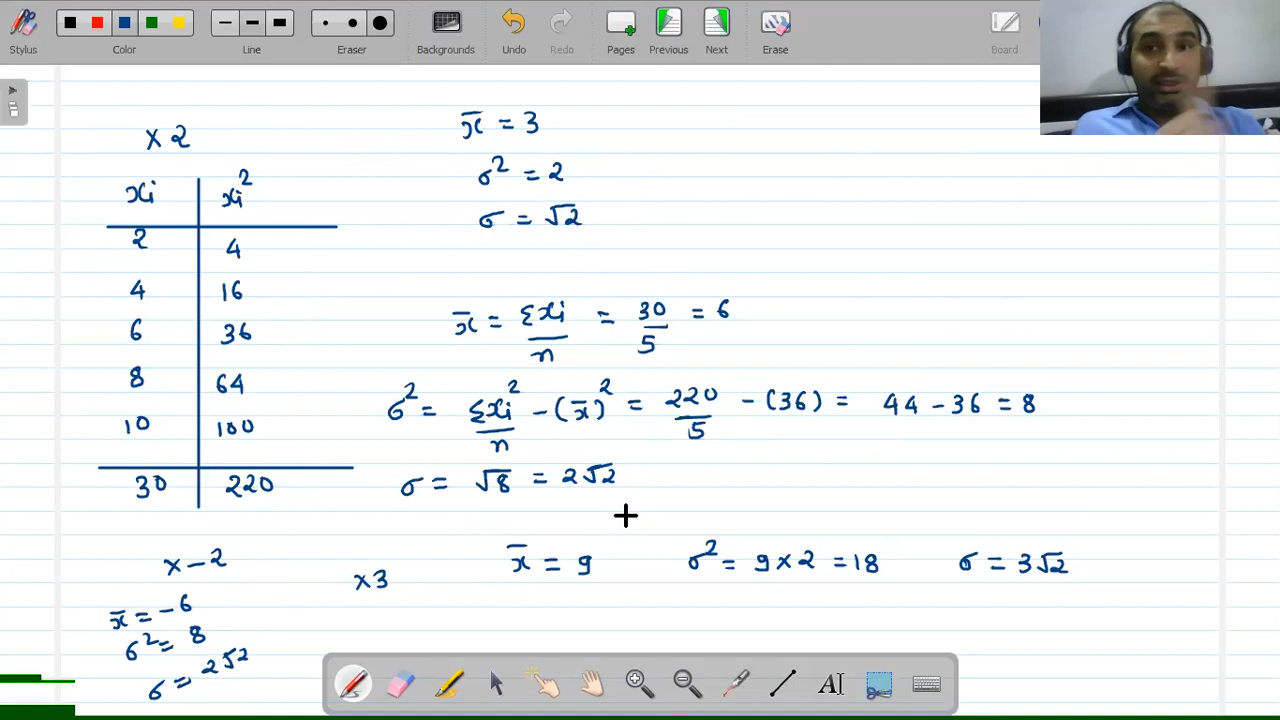 Stylus Color Line Eraser Backgrounds Undo Redo Pages Previous Next Erase Board
× 2
xi xi²
2 4
4 16
6 36
8 64
10 100
30 220
x̄ = 3
σ² = 2
σ = √2
x̄ = Σxi / n = 30 / 5 = 6
σ² = Σxi² / n − (x̄)² = 220 / 5 − (36) = 44 − 36 = 8
σ = √8 = 2√2
× − 2
x̄ = −6
σ² = 8
σ = 2√2
×3
x̄ = 9 σ² = 9 × 2 = 18 σ = 3√2
AI